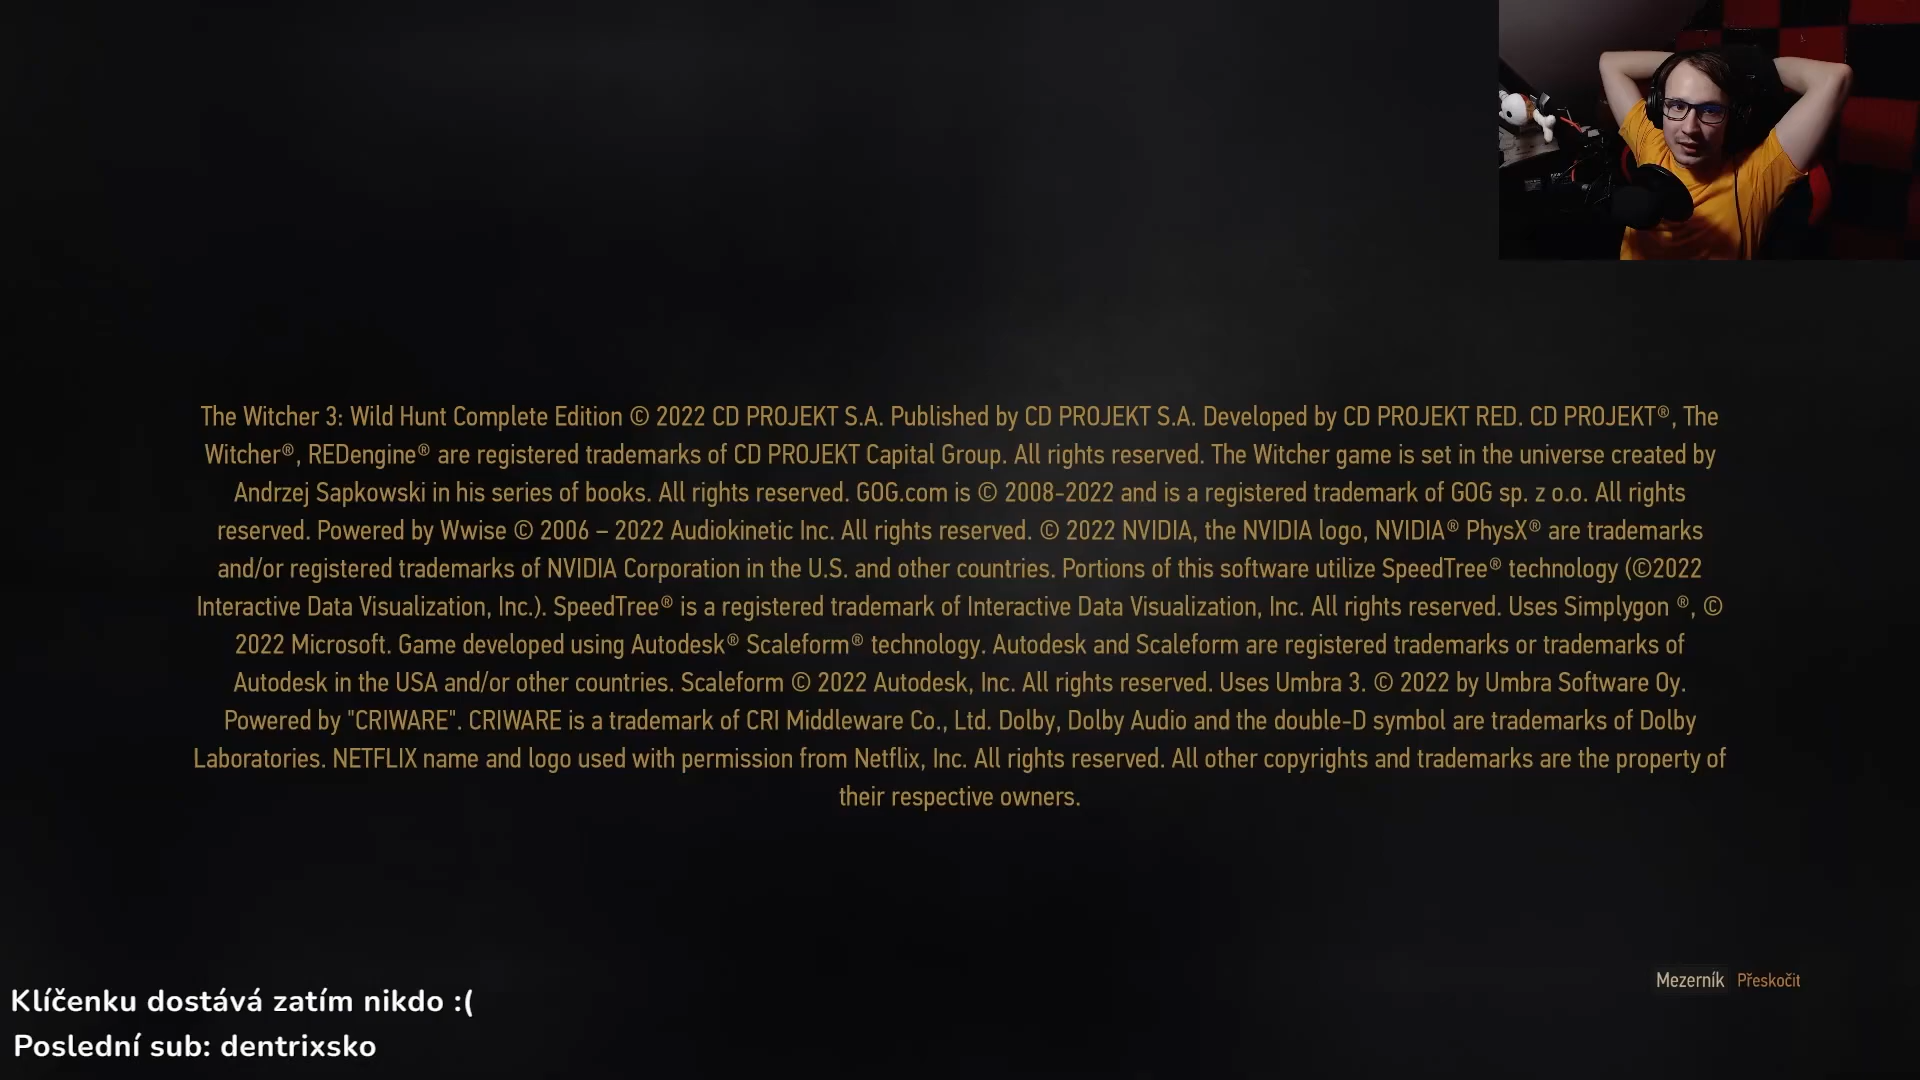 The Witcher 3: Wild Hunt Complete Edition © 2022 CD PROJEKT S.A. Published by CD PROJEKT S.A. Developed by CD PROJEKT RED. CD PROJEKT®, The
Witcher®, REDengine® are registered trademarks of CD PROJEKT Capital Group. All rights reserved. The Witcher game is set in the universe created by
Andrzej Sapkowski in his series of books. All rights reserved. GOG.com is © 2008-2022 and is a registered trademark of GOG sp. z o.o. All rights
reserved. Powered by Wwise © 2006 – 2022 Audiokinetic Inc. All rights reserved. © 2022 NVIDIA, the NVIDIA logo, NVIDIA® PhysX® are trademarks
and/or registered trademarks of NVIDIA Corporation in the U.S. and other countries. Portions of this software utilize SpeedTree® technology (©2022
Interactive Data Visualization, Inc.). SpeedTree® is a registered trademark of Interactive Data Visualization, Inc. All rights reserved. Uses Simplygon ®, ©
2022 Microsoft. Game developed using Autodesk® Scaleform® technology. Autodesk and Scaleform are registered trademarks or trademarks of
Autodesk in the USA and/or other countries. Scaleform © 2022 Autodesk, Inc. All rights reserved. Uses Umbra 3. © 2022 by Umbra Software Oy.
Powered by "CRIWARE". CRIWARE is a trademark of CRI Middleware Co., Ltd. Dolby, Dolby Audio and the double-D symbol are trademarks of Dolby
Laboratories. NETFLIX name and logo used with permission from Netflix, Inc. All rights reserved. All other copyrights and trademarks are the property of
their respective owners.
Mezerník Přeskočit
Klíčenku dostává zatím nikdo :(
Poslední sub: dentrixsko